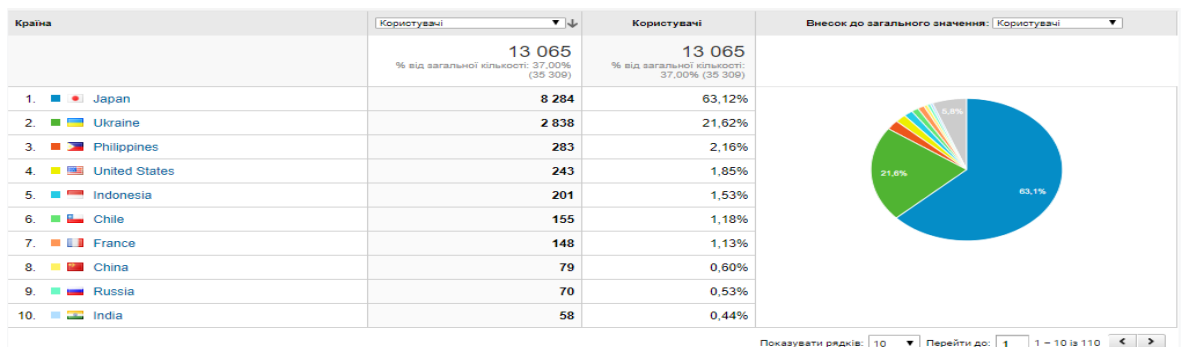 Країна Користувачі Користувачі Внесок до загального значення: Користувачі
13 065 13 065
% від загальної кількості: 37,00% % від загальної кількості:
(35 309) 37,00% (35 309)
1. Japan 8 284 63,12%
2. Ukraine 2 838 21,62%
3. Philippines 283 2,16%
4. United States 243 1,85%
5. Indonesia 201 1,53%
6. Chile 155 1,18%
7. France 148 1,13%
8. China 79 0,60%
9. Russia 70 0,53%
10. India 58 0,44%
5,8%
21,6%
63,1%
Показувати рядків: 10 Перейти до: 1 1 – 10 із 110